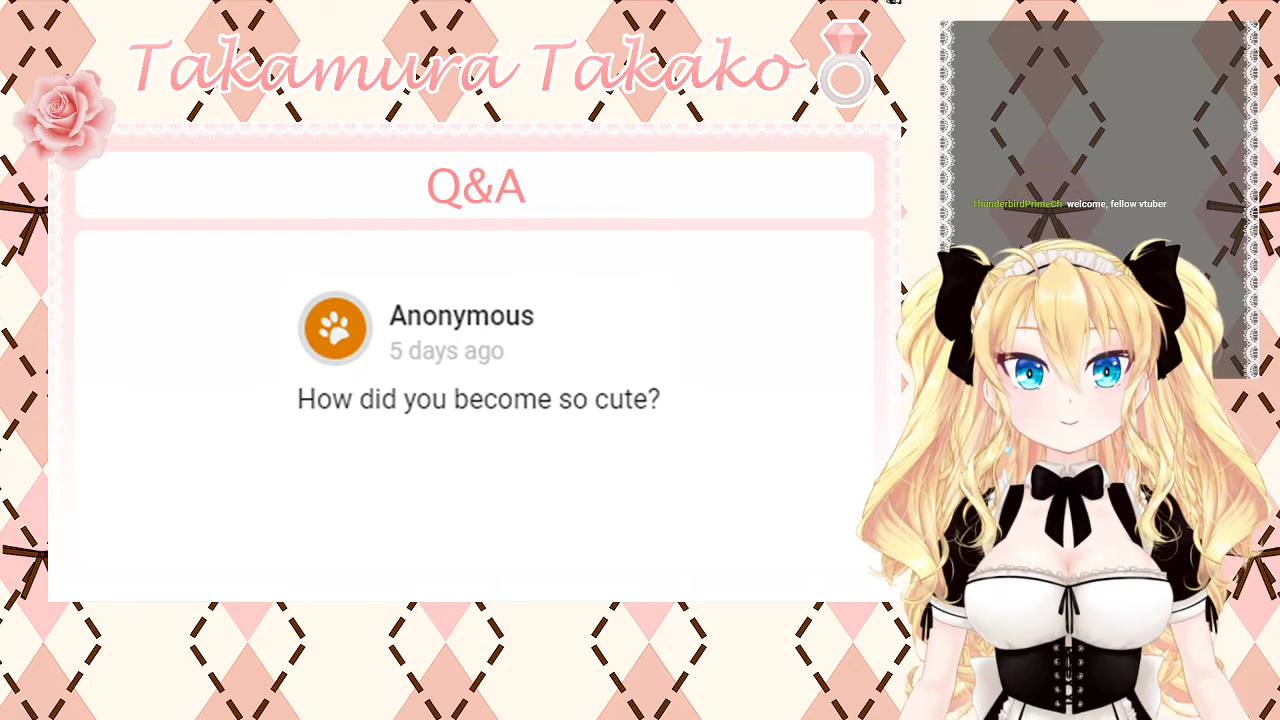 Takamura Takako
Q&A
Anonymous
5 days ago
How did you become so cute?
ThunderbirdPrimeCh welcome, fellow vtuber